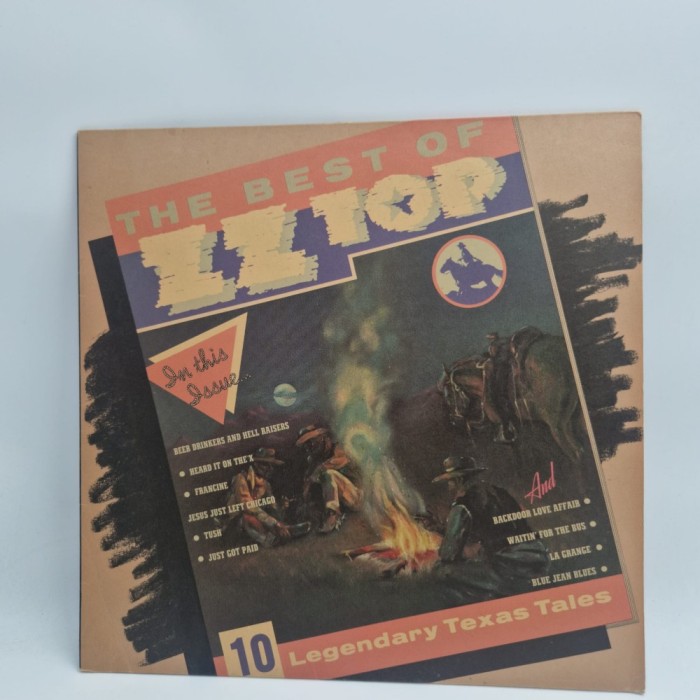 THE BEST OF
ZZ TOP
In this
Issue...
BEER DRINKERS AND HELL RAISERS
• HEARD IT ON THE X
• FRANCINE
JESUS JUST LEFT CHICAGO
• TUSH
• JUST GOT PAID
And
BACKDOOR LOVE AFFAIR •
WAITIN' FOR THE BUS •
LA GRANGE •
BLUE JEAN BLUES •
10 Legendary Texas Tales